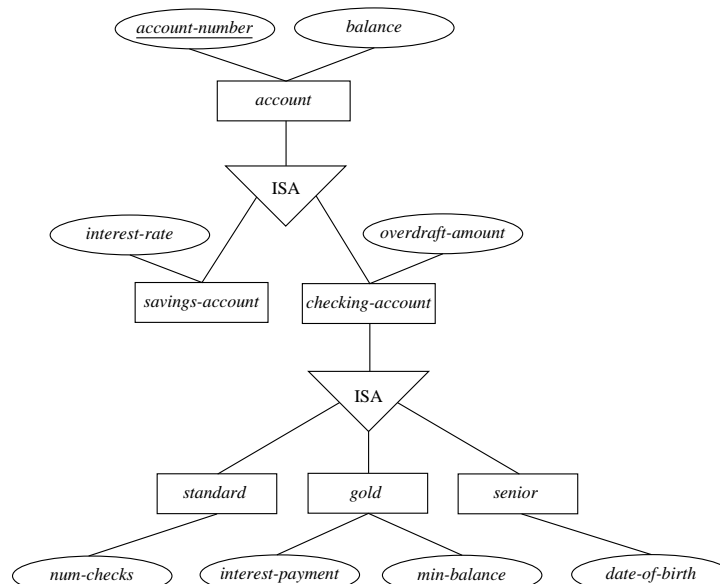 account-number
balance
account
ISA
interest-rate
overdraft-amount
savings-account
checking-account
ISA
standard
gold
senior
num-checks
interest-payment
min-balance
date-of-birth